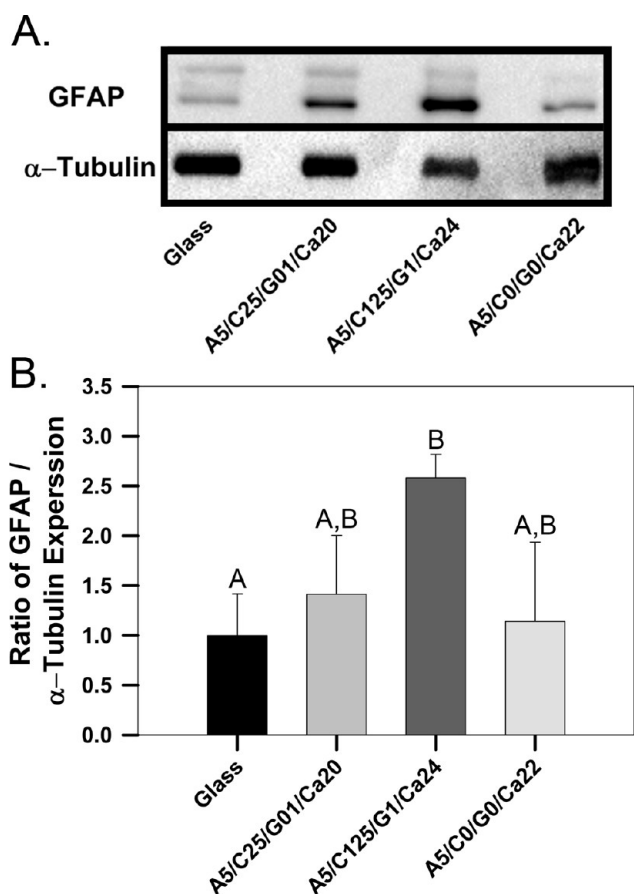 A.
GFAP
α–Tubulin
Glass
A5/C25/G01/Ca20
A5/C125/G1/Ca24
A5/C0/G0/Ca22
B.
Ratio of GFAP /
α–Tubulin Experssion
3.5
3.0
2.5
2.0
1.5
1.0
0.5
0.0
A
A,B
B
A,B
Glass
A5/C25/G01/Ca20
A5/C125/G1/Ca24
A5/C0/G0/Ca22